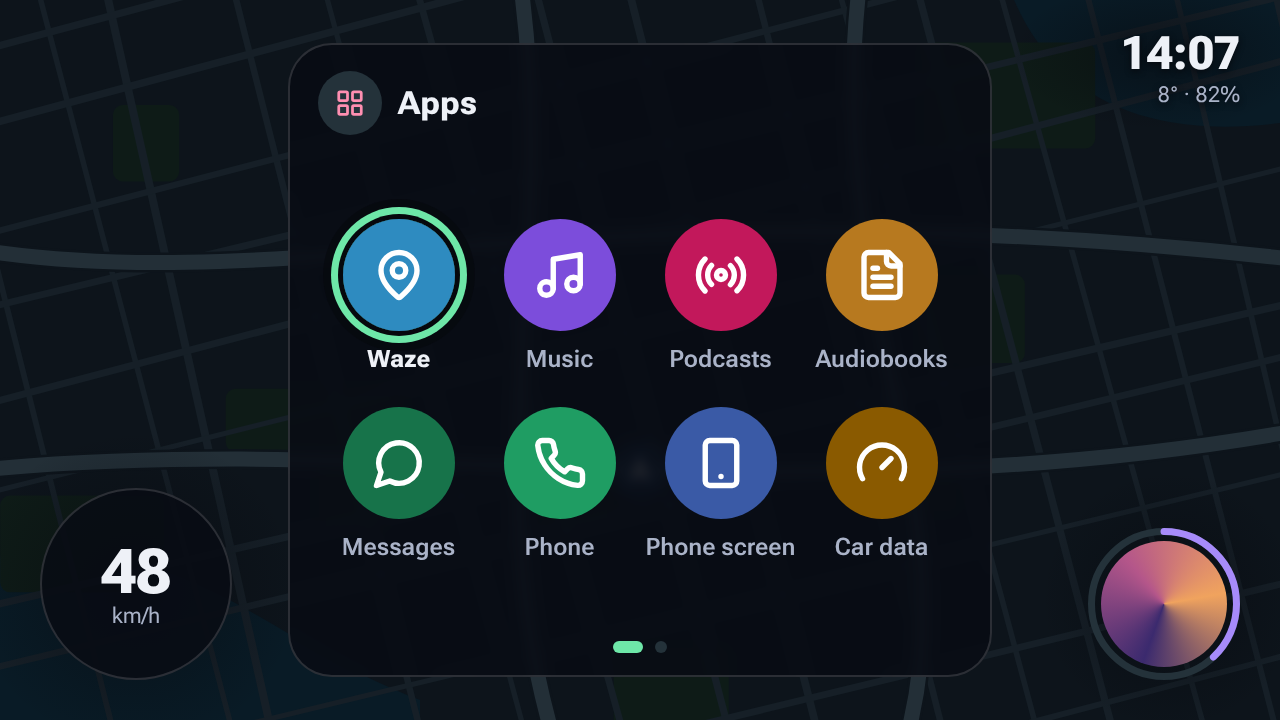 14:07
8° · 82%
Apps
Waze
Music
Podcasts
Audiobooks
Messages
Phone
Phone screen
Car data
48
km/h